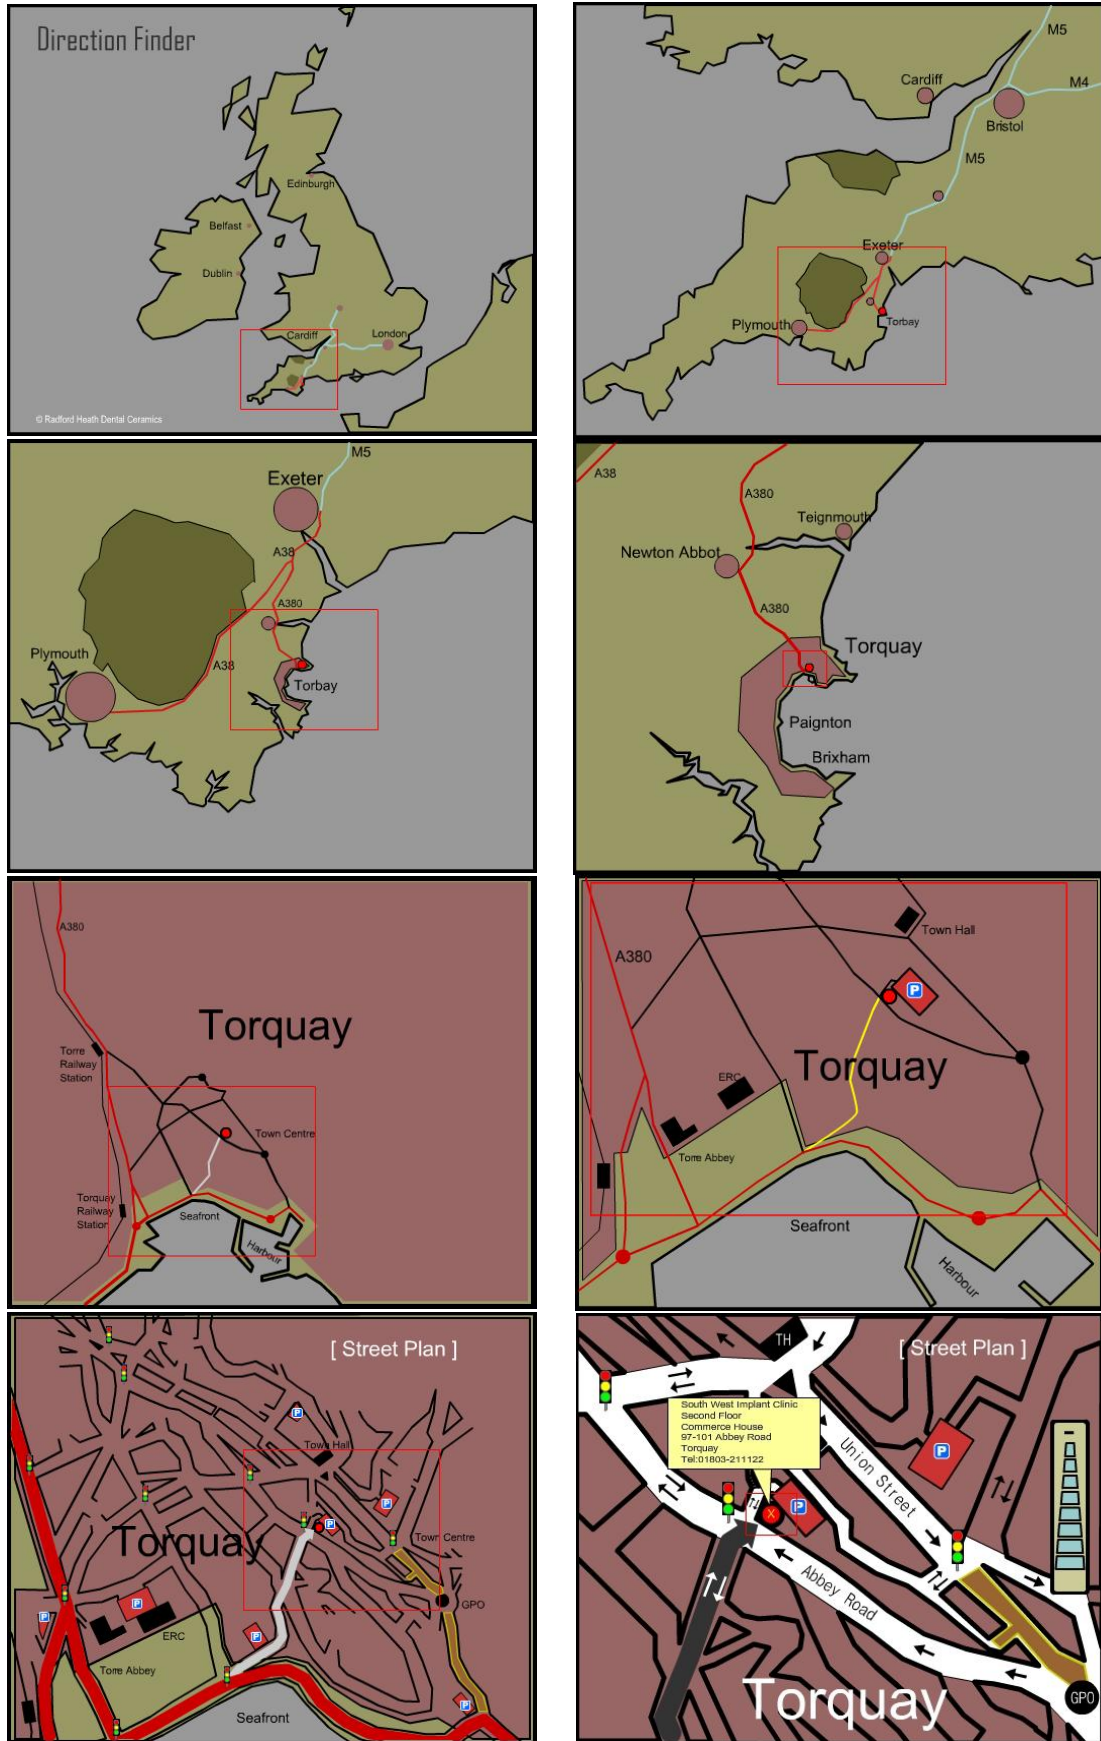 Direction Finder
Edinburgh
Belfast
Dublin
Cardiff
London
© Radford Heath Dental Ceramics
M5
Cardiff
M4
Bristol
M5
Exeter
Plymouth
Torbay
M5
Exeter
A38
A380
Plymouth
A38
Torbay
A38
A380
Teignmouth
Newton Abbot
A380
Torquay
Paignton
Brixham
A380
Torquay
Torre
Railway
Station
Town Centre
Torquay
Railway
Station
Seafront
Harbour
Town Hall
A380
P
Torquay
ERC
Torre Abbey
Seafront
Harbour
[ Street Plan ]
P
Town Hall
P
P
Town Centre
Torquay
P
P
GPO
ERC
P
Torre Abbey
P
Seafront
TH
[ Street Plan ]
South West Implant Clinic
Second Floor
Commerce House
97-101 Abbey Road
Torquay
Tel:01803-211122
P
Union Street
P
X
Abbey Road
Torquay
GPO